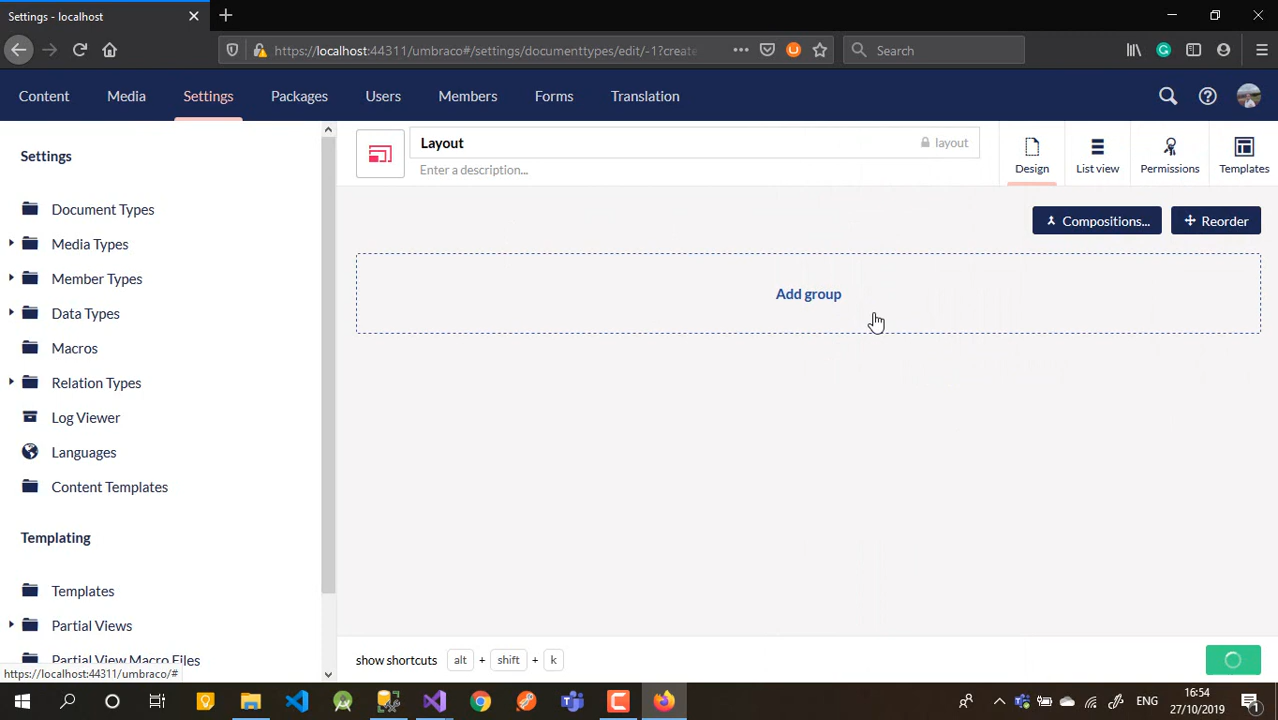 Settings - localhost
https://localhost:44311/umbraco#/settings/documenttypes/edit/-1?create
Search
Content
Media
Settings
Packages
Users
Members
Forms
Translation
Settings
Document Types
Media Types
Member Types
Data Types
Macros
Relation Types
Log Viewer
Languages
Content Templates
Templating
Templates
Partial Views
Partial View Macro Files
https://localhost:44311/umbraco/#
Layout
layout
Enter a description...
Design
List view
Permissions
Templates
Compositions...
Reorder
Add group
show shortcuts alt + shift + k
ENG
16:54
27/10/2019
1